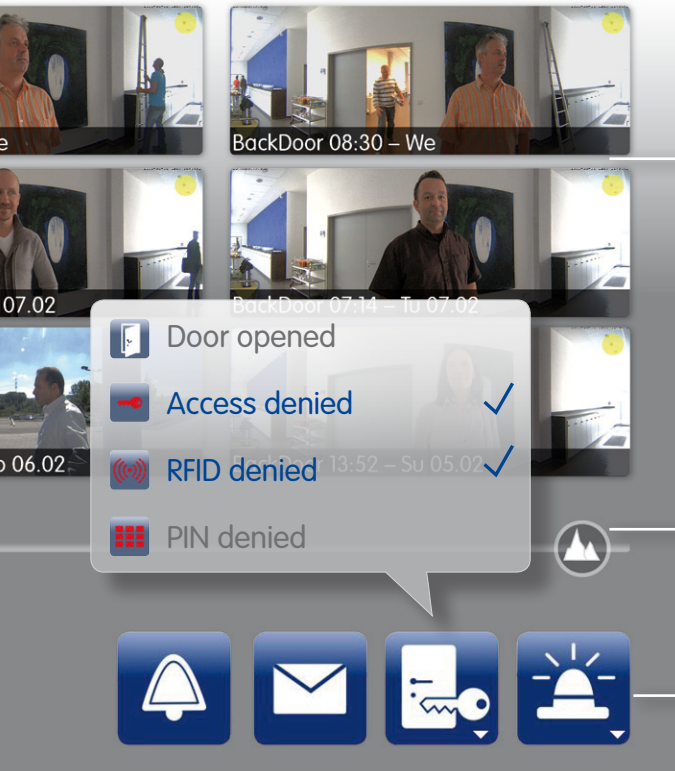 e
BackDoor 08:30 – We
07.02
BackDoor 07:14 – Tu 07.02
Door opened
Access denied
RFID denied
PIN denied
o 06.02
BackDoor 13:52 – Su 05.02